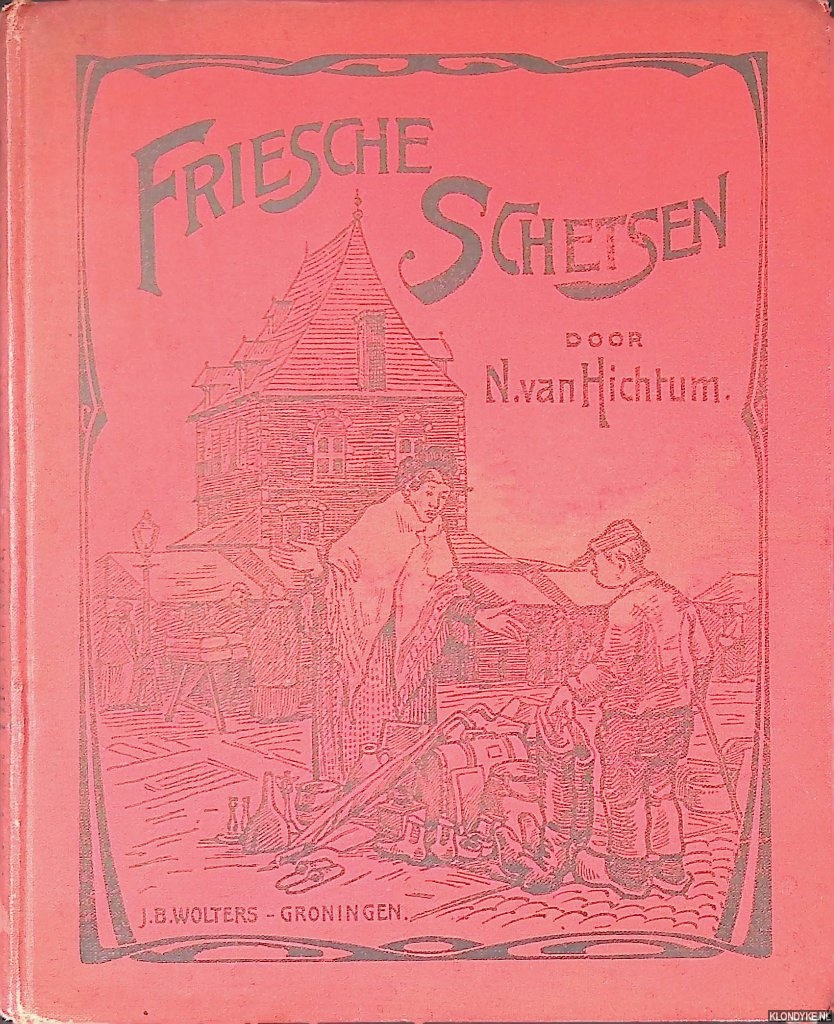 FRIESCHE
SCHETSEN
DOOR
N. van Hichtum.
J.B. WOLTERS - GRONINGEN.
KLONDYKE.NL